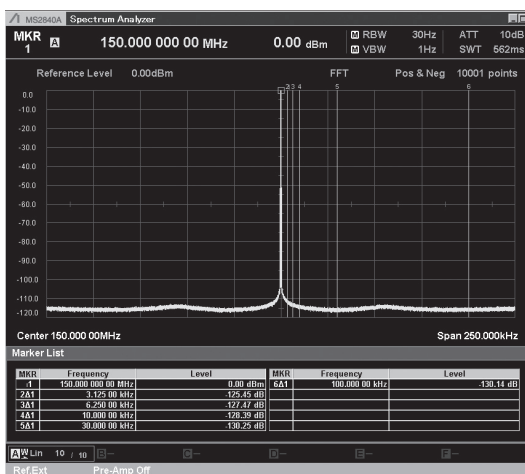 MS2840A Spectrum Analyzer
MKR 1 A 150.000 000 00 MHz 0.00 dBm M RBW 30Hz ATT 10dB
M VBW 1Hz SWT 562ms
Reference Level 0.00dBm FFT Pos & Neg 10001 points
2 3 4 5 6
0.0
-10.0
-20.0
-30.0
-40.0
-50.0
-60.0
-70.0
-80.0
-90.0
-100.0
-110.0
-120.0
Center 150.000 00MHz Span 250.000kHz
Marker List
MKR Frequency Level MKR Frequency Level
:1 150.000 000 00 MHz 0.00 dBm 6Δ1 100.000 00 kHz -130.14 dB
2Δ1 3.125 00 kHz -125.45 dB
3Δ1 6.250 00 kHz -127.47 dB
4Δ1 10.000 00 kHz -128.39 dB
5Δ1 30.000 00 kHz -130.25 dB
A W Lin 10 / 10 B-- C-- D-- E-- F--
Ref.Ext Pre-Amp Off